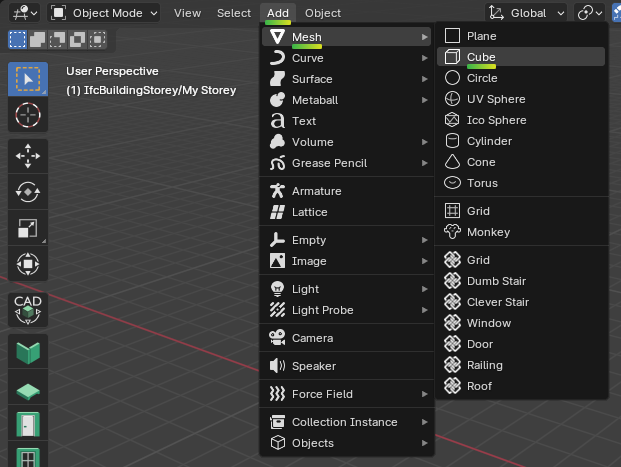 Object Mode View Select Add Object Global
User Perspective
(1) IfcBuildingStorey/My Storey
CAD
Mesh
Curve
Surface
Metaball
Text
Volume
Grease Pencil
Armature
Lattice
Empty
Image
Light
Light Probe
Camera
Speaker
Force Field
Collection Instance
Objects
Plane
Cube
Circle
UV Sphere
Ico Sphere
Cylinder
Cone
Torus
Grid
Monkey
Grid
Dumb Stair
Clever Stair
Window
Door
Railing
Roof